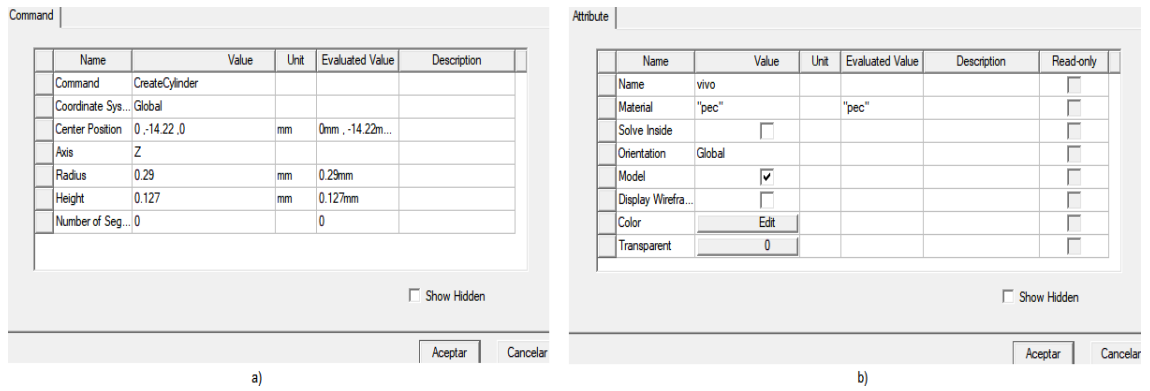 Command
Name Value Unit Evaluated Value Description
Command CreateCylinder
Coordinate Sys... Global
Center Position 0 ,-14.22 ,0 mm 0mm , -14.22m...
Axis Z
Radius 0.29 mm 0.29mm
Height 0.127 mm 0.127mm
Number of Seg... 0 0
Show Hidden
Aceptar Cancelar
a)
Attribute
Name Value Unit Evaluated Value Description Read-only
Name vivo
Material "pec" "pec"
Solve Inside
Orientation Global
Model
Display Wirefra...
Color Edit
Transparent 0
Show Hidden
Aceptar Cancelar
b)